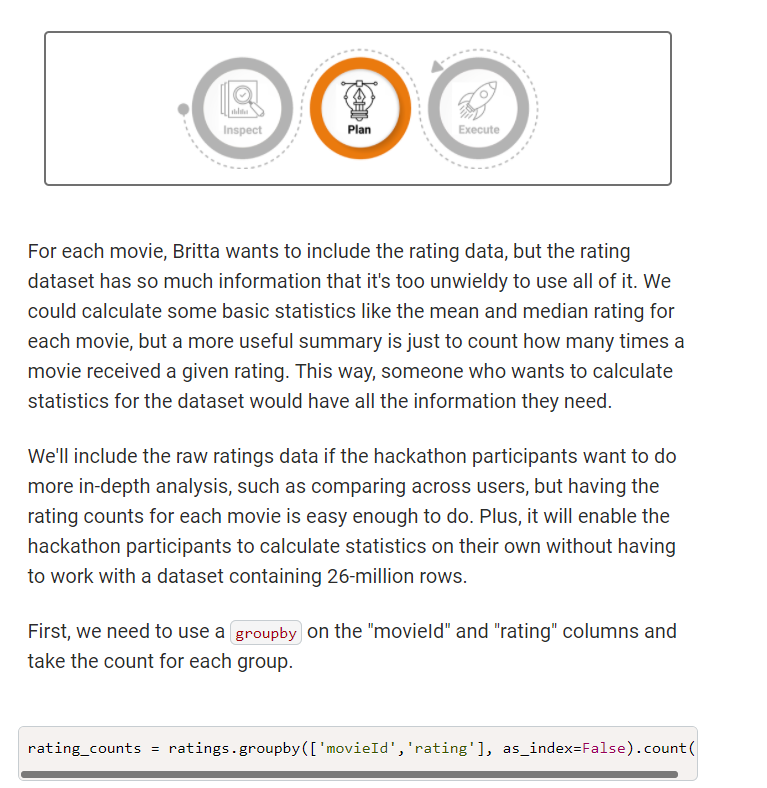 Inspect
Plan
Execute
For each movie, Britta wants to include the rating data, but the rating
dataset has so much information that it's too unwieldy to use all of it. We
could calculate some basic statistics like the mean and median rating for
each movie, but a more useful summary is just to count how many times a
movie received a given rating. This way, someone who wants to calculate
statistics for the dataset would have all the information they need.
We'll include the raw ratings data if the hackathon participants want to do
more in-depth analysis, such as comparing across users, but having the
rating counts for each movie is easy enough to do. Plus, it will enable the
hackathon participants to calculate statistics on their own without having
to work with a dataset containing 26-million rows.
First, we need to use a groupby on the "movieId" and "rating" columns and
take the count for each group.
rating_counts = ratings.groupby(['movieId','rating'], as_index=False).count(